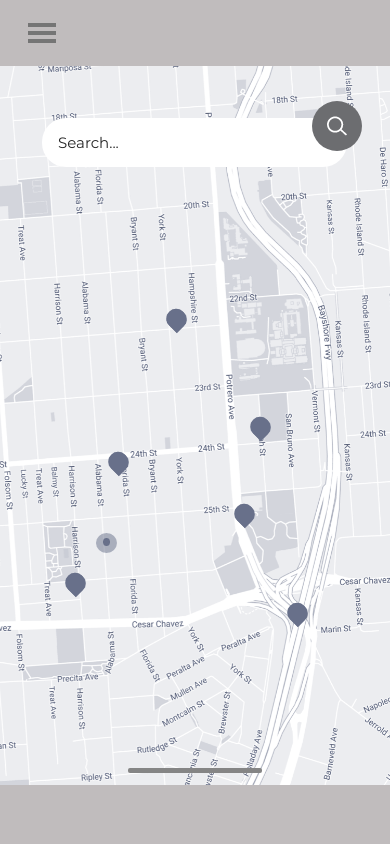 Mariposa St
18th St
18th St
Search...
De Haro St
20th St
20th St
Alabama St
Florida St
Bryant St
York St
Treat Ave
Kansas St
Rhode Island St
Hampshire St
22nd St
Harrison St
Alabama St
Bryant St
Bayshore Fwy
Kansas St
Rhode Island St
23rd St
23rd St
Potrero Ave
Vermont St
San Bruno Ave
24th St
24th St
24th St
Folsom St
Lucky St
Treat Ave
Balmy St
Harrison St
Alabama St
Bryant St
York St
Kansas St
25th St
Harrison St
Treat Ave
Florida St
Cesar Chavez
Cesar Chavez
Kansas St
Marin St
Folsom St
Alabama St
York St
Peralta Ave
Florida St
Peralta Ave
Precita Ave
Mullen Ave
York St
Treat Ave
Harrison St
Montcalm St
Brewster St
Rutledge St
Holladay Ave
Barneveld Ave
Jerrold Ave
Ripley St